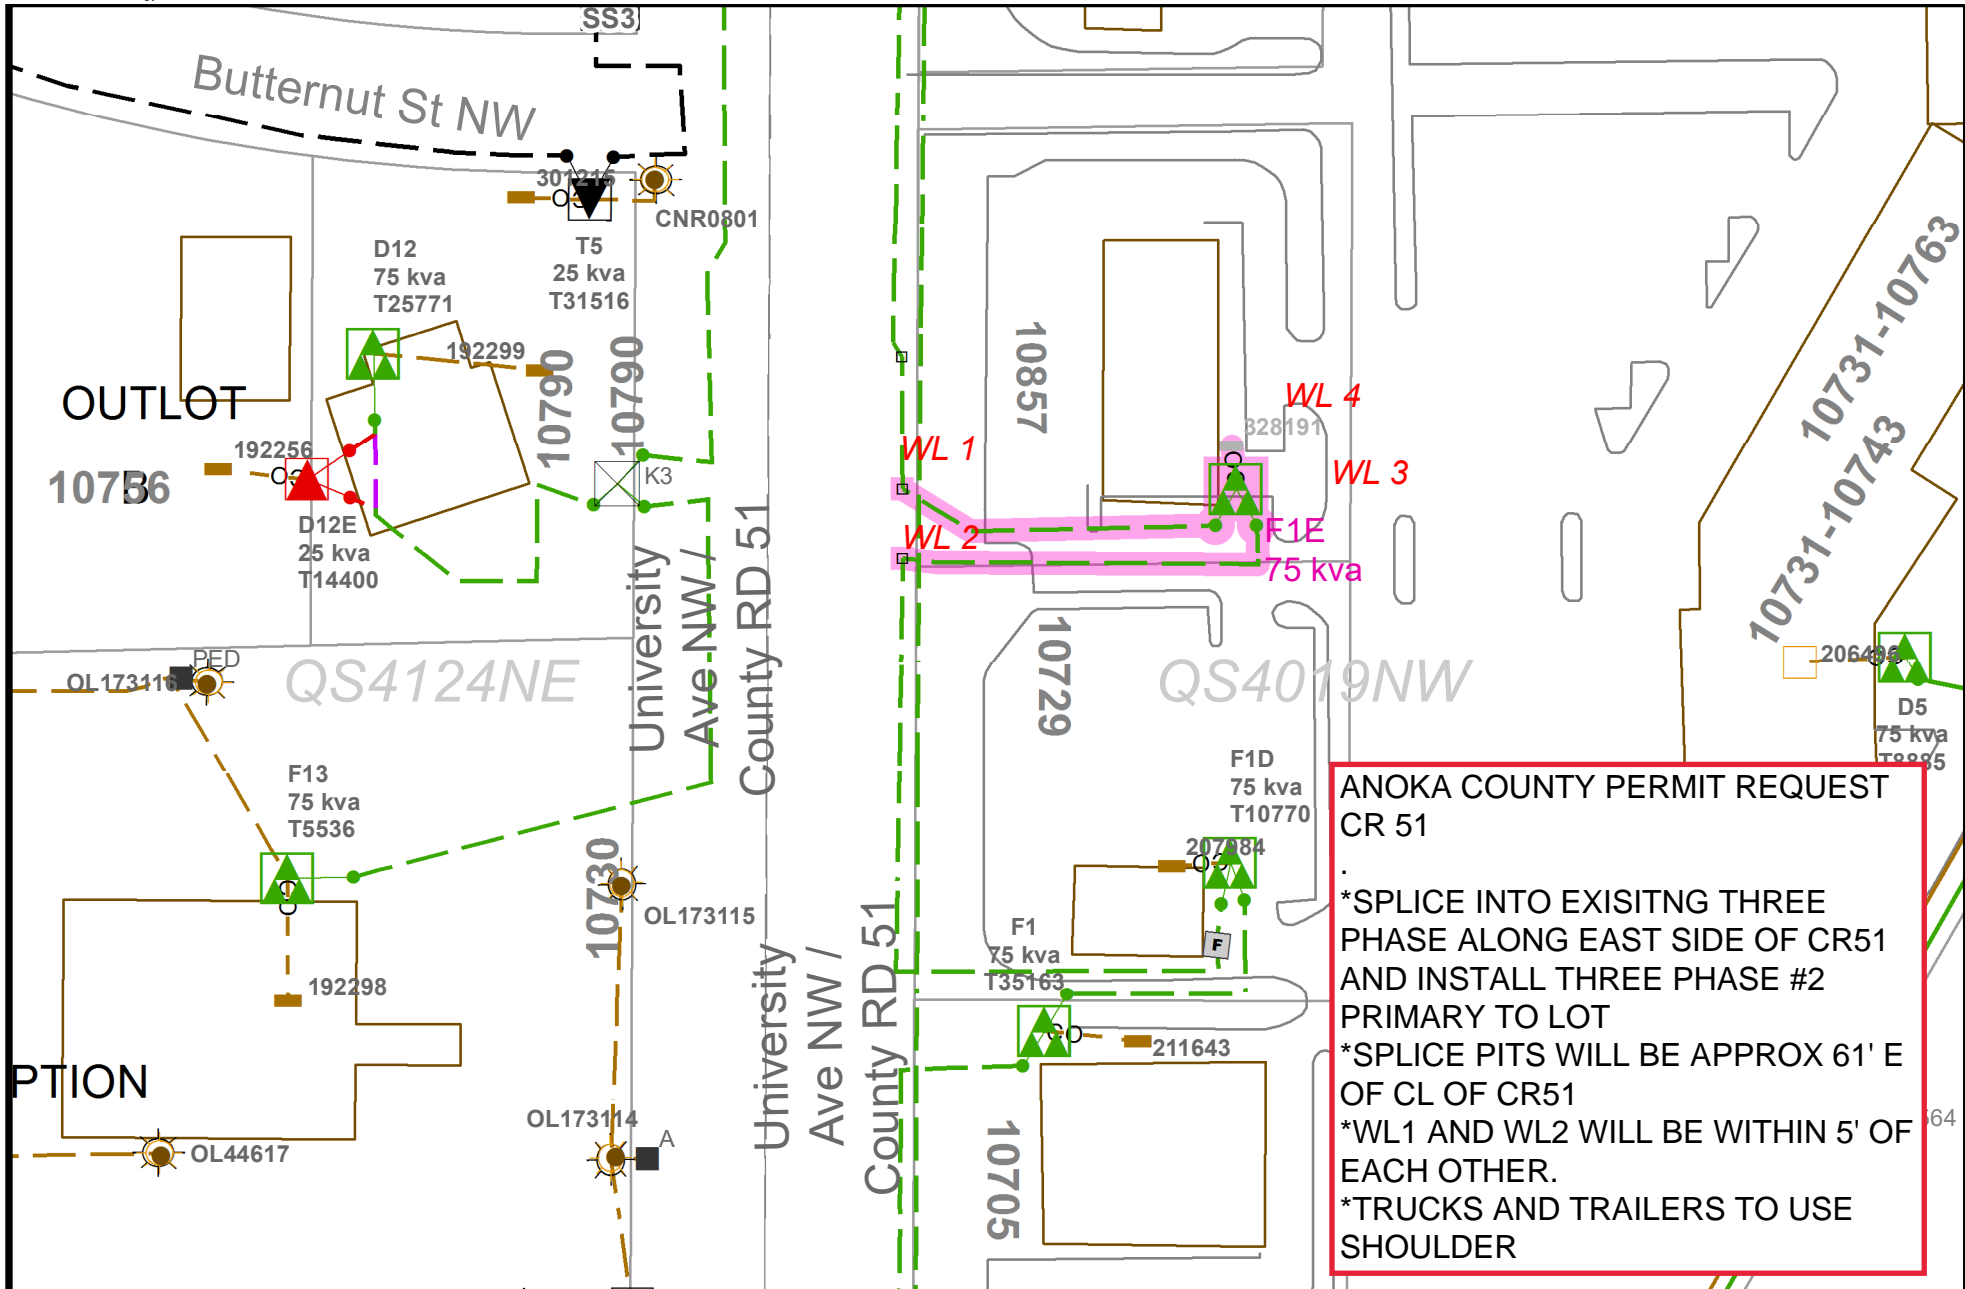 SS3
Butternut St NW
301215
CNR0801
T5
25 kva
T31516
D12
75 kva
T25771
192299
10790
10790
OUTLOT
192256
B
D12E
25 kva
T14400
K3
University
Ave NW /
County RD 51
WL 1
WL 2
10857
WL 4
328191
WL 3
F1E
75 kva
10731-10763
10731-10743
PED
OL173116
QS4124NE
QS4019NW
10729
206496
D5
75 kva
T8885
F13
75 kva
T5536
F1D
75 kva
T10770
207984
10730
OL173115
F
F1
75 kva
T35163
192298
211643
University
Ave NW /
County RD 51
PTION
OL173114
A
OL44617
10705
564
ANOKA COUNTY PERMIT REQUEST
CR 51
.
*SPLICE INTO EXISITNG THREE
PHASE ALONG EAST SIDE OF CR51
AND INSTALL THREE PHASE #2
PRIMARY TO LOT
*SPLICE PITS WILL BE APPROX 61' E
OF CL OF CR51
*WL1 AND WL2 WILL BE WITHIN 5' OF
EACH OTHER.
*TRUCKS AND TRAILERS TO USE
SHOULDER